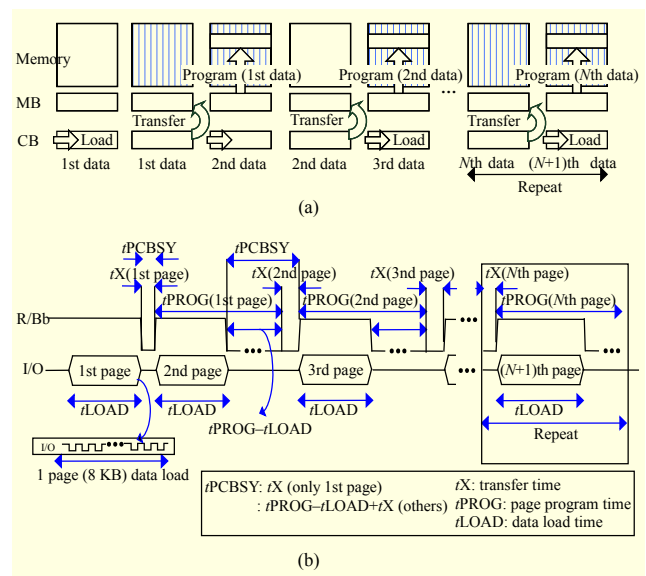 Memory
Program (1st data)
Program (2nd data)
Program (Nth data)
...
MB
Transfer
Transfer
Transfer
CB
Load
Load
Load
1st data
1st data
2nd data
2nd data
3rd data
Nth data
(N+1)th data
Repeat
(a)
tPCBSY
tPCBSY
tX(1st page)
tX(2nd page)
tX(3nd page)
tX(Nth page)
tPROG(1st page)
tPROG(2nd page)
tPROG(Nth page)
R/Bb
I/O
1st page
2nd page
3rd page
(N+1)th page
tLOAD
tLOAD
tLOAD
tLOAD
tPROG–tLOAD
Repeat
I/O
1 page (8 KB) data load
tPCBSY: tX (only 1st page)
: tPROG–tLOAD+tX (others)
tX: transfer time
tPROG: page program time
tLOAD: data load time
(b)